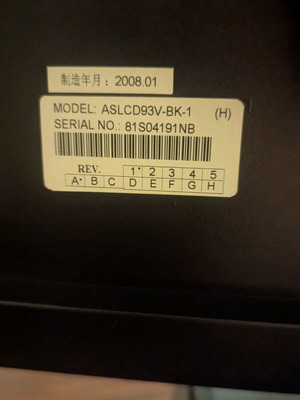 制造年月：2008.01
MODEL: ASLCD93V-BK-1 (H)
SERIAL NO.: 81S04191NB
REV. 1• 2 3 4 5
A• B C D E F G H